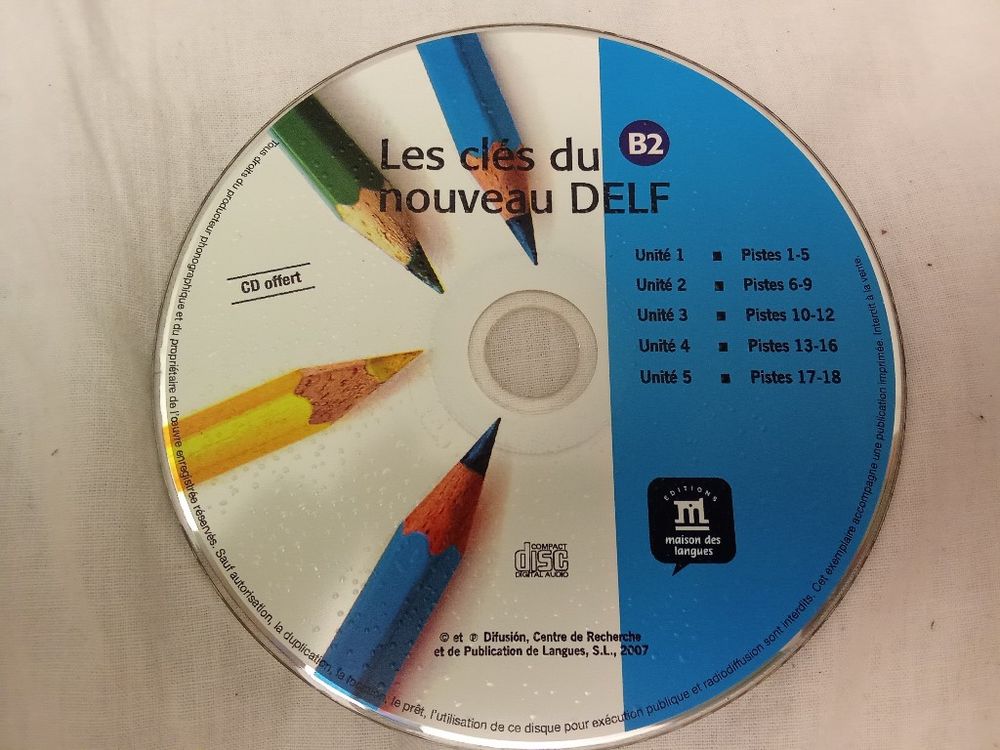 Les clés du B2
nouveau DELF
Unité 1 ■ Pistes 1-5
Unité 2 ■ Pistes 6-9
Unité 3 ■ Pistes 10-12
Unité 4 ■ Pistes 13-16
Unité 5 ■ Pistes 17-18
CD offert
EDITIONS
maison des
langues
COMPACT
disc
DIGITAL AUDIO
© et ℗ Difusión, Centre de Recherche
et de Publication de Langues, S.L., 2007
Tous droits du producteur phonographique et du propriétaire de l'œuvre enregistrée réservés. Sauf autorisation, la duplication, la location, le prêt, l'utilisation de ce disque pour exécution publique et radiodiffusion sont interdits. Cet exemplaire accompagne une publication imprimée. Interdit à la vente.